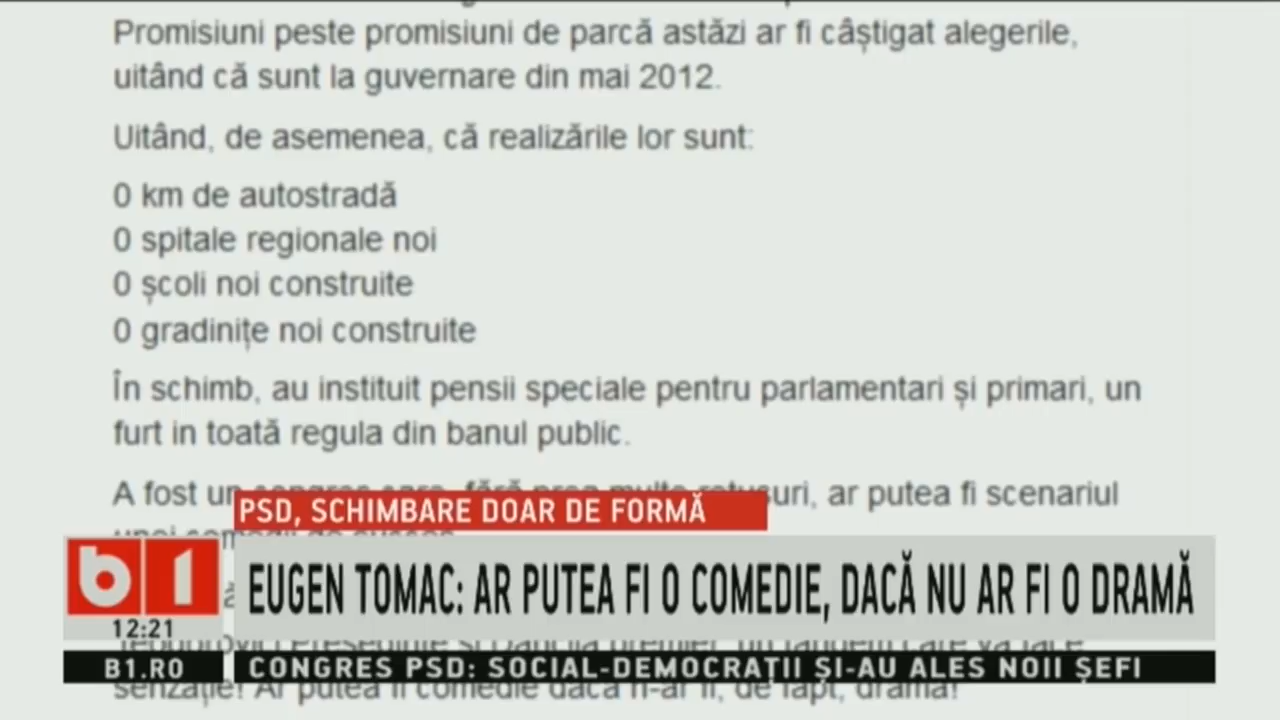 Promisiuni peste promisiuni de parcă astăzi ar fi câștigat alegerile,
uitând că sunt la guvernare din mai 2012.
Uitând, de asemenea, că realizările lor sunt:
0 km de autostradă
0 spitale regionale noi
0 școli noi construite
0 gradinițe noi construite
În schimb, au instituit pensii speciale pentru parlamentari și primari, un
furt in toată regula din banul public.
A fost un ar putea fi scenariul
PSD, SCHIMBARE DOAR DE FORMĂ
b1
EUGEN TOMAC: AR PUTEA FI O COMEDIE, DACĂ NU AR FI O DRAMĂ
12:21
B1.RO
CONGRES PSD: SOCIAL-DEMOCRAȚII ȘI-AU ALES NOII ȘEFI
senzație! Ar putea fi comedie dacă n-ar fi, de fapt, dramă!